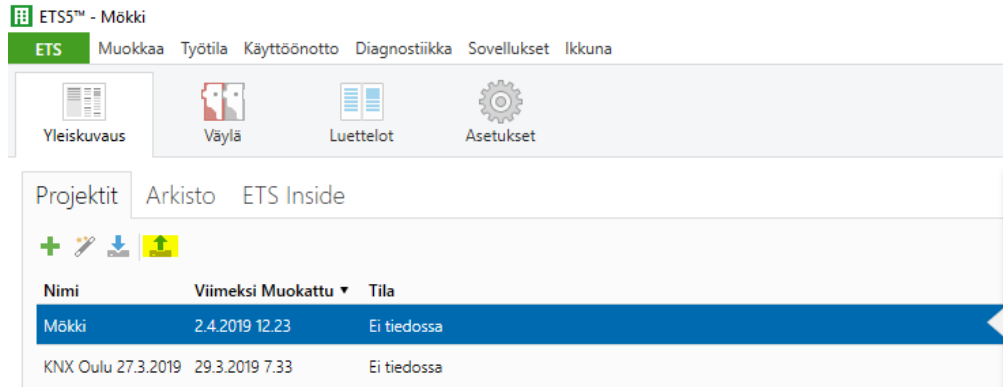 ETS5™ - Mökki
ETS Muokkaa Työtila Käyttöönotto Diagnostiikka Sovellukset Ikkuna
Yleiskuvaus Väylä Luettelot Asetukset
Projektit Arkisto ETS Inside
Nimi Viimeksi Muokattu Tila
Mökki 2.4.2019 12.23 Ei tiedossa
KNX Oulu 27.3.2019 29.3.2019 7.33 Ei tiedossa